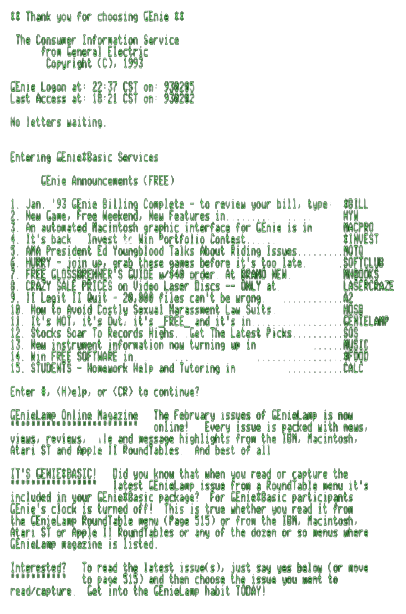 ** Thank you for choosing GEnie **
The Consumer Information Service
from General Electric
Copyright (C), 1993
GEnie Logon at: 22:37 CST on: 930205
Last Access at: 18:21 CST on: 930202
No letters waiting.
Entering GEnie*Basic Services
GEnie Announcements (FREE)
1. Jan. '93 GEnie Billing Complete - to review your bill, type *BILL
2. New Game, Free Weekend, New Features in.............. HYW
3. An automated Macintosh graphic interface for GEnie is in MACPRO
4. It's back Invest to Win Portfolio Contest.... *INVEST
5. AMA President Ed Youngblood Talks About Riding Issues......... MOTO
6. HURRY - join up, grab these games before it's too late. SOFTCLUB
7. FREE GLOSSBRENNER'S GUIDE w/$40 order At BRAND NEW
8. CRAZY SALE PRICES on Video Laser Discs -- ONLY at LASERCRAZE
9. II Legit II Quit - 20,000 files can't be wrong A2
10. How to Avoid Costly Sexual Harassment Law Suits
11. It's HOT, it's Out, it's _FREE_ and it's in GENIELAMP
12. Stocks Soar To Records Highs. Get The Latest Picks........... SOS
13. New instrument information now turning up in ....... MUSIC
14. Win FREE SOFTWARE in ..................
15. STUDENTS - Homework Help and Tutoring in ............ CALC
Enter #, (H)elp, or <CR> to continue?
GEnieLamp Online Magazine The February issues of GEnieLamp is now
********************** online! Every issue is packed with news,
views, reviews, ile and message highlights from the IBM, Macintosh,
Atari ST and Apple II RoundTables And best of all
IT'S GENIE*BASIC! Did you know that when you read or capture the
**************** latest GEnieLamp issue from a RoundTable menu it's
included in your GEnie*Basic package? For GEnie*Basic participants
GEnie's clock is turned off! This is true whether you read it from
the GEnieLamp RoundTable menu (Page 515) or from the IBM, Macintosh,
Atari ST or Apple II RoundTables or any of the dozen or so menus where
GEnieLamp magazine is listed.
Interested? To read the latest issue(s), just say yes below (or move
*********** to page 515) and then choose the issue you want to
read/capture Get into the GEnieLamp habit TODAY!